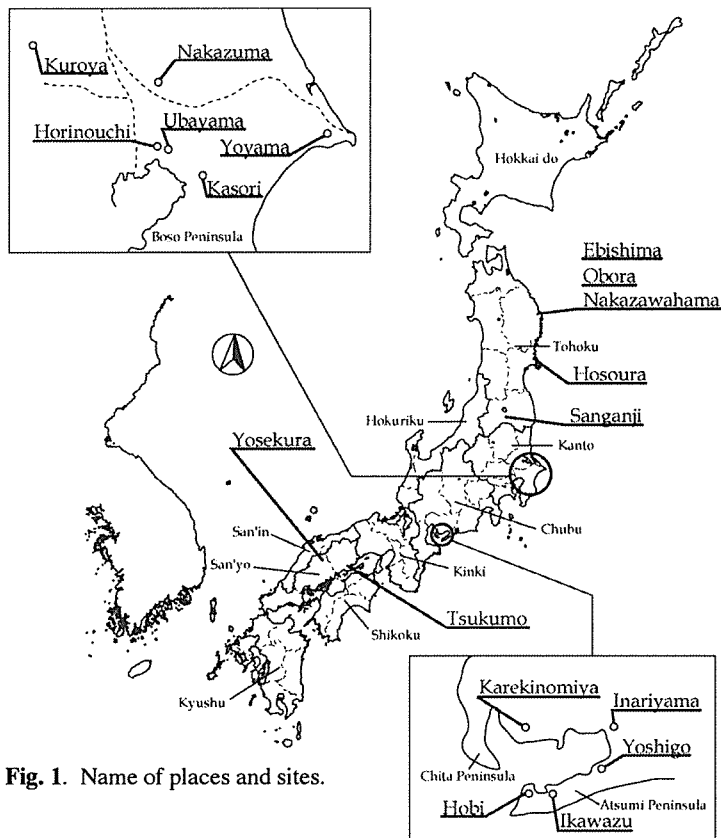 Kuroya
Nakazuma
Horinouchi
Ubayama
Yoyama
Kasori
Boso Peninsula
Hokkai do
Ebishima
Obora
Nakazawahama
Tohoku
Hosoura
Sanganji
Hokuriku
Kanto
Yosekura
San'in
Chubu
San'yo
Kinki
Tsukumo
Shikoku
Kyushu
Karekinomiya
Inariyama
Yoshigo
Chita Peninsula
Hobi
Atsumi Peninsula
Ikawazu
Fig. 1. Name of places and sites.